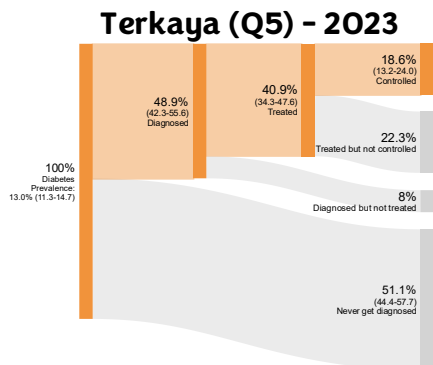 Terkaya (Q5) – 2023
18.6%
(13.2-24.0)
Controlled
48.9%
(42.3-55.6)
Diagnosed
40.9%
(34.3-47.6)
Treated
22.3%
Treated but not controlled
100%
Diabetes
Prevalence:
13.0% (11.3-14.7)
8%
Diagnosed but not treated
51.1%
(44.4-57.7)
Never get diagnosed